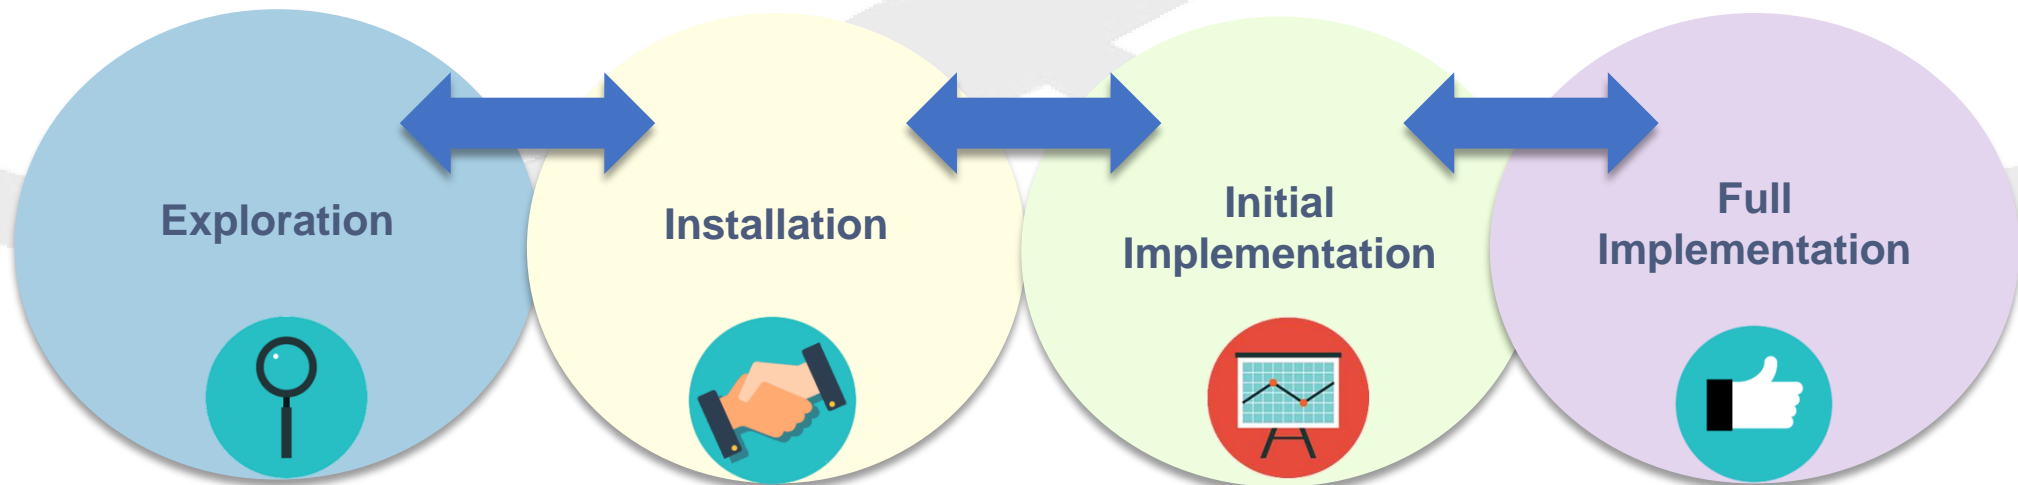 Exploration
Installation
Initial
Implementation
Full
Implementation